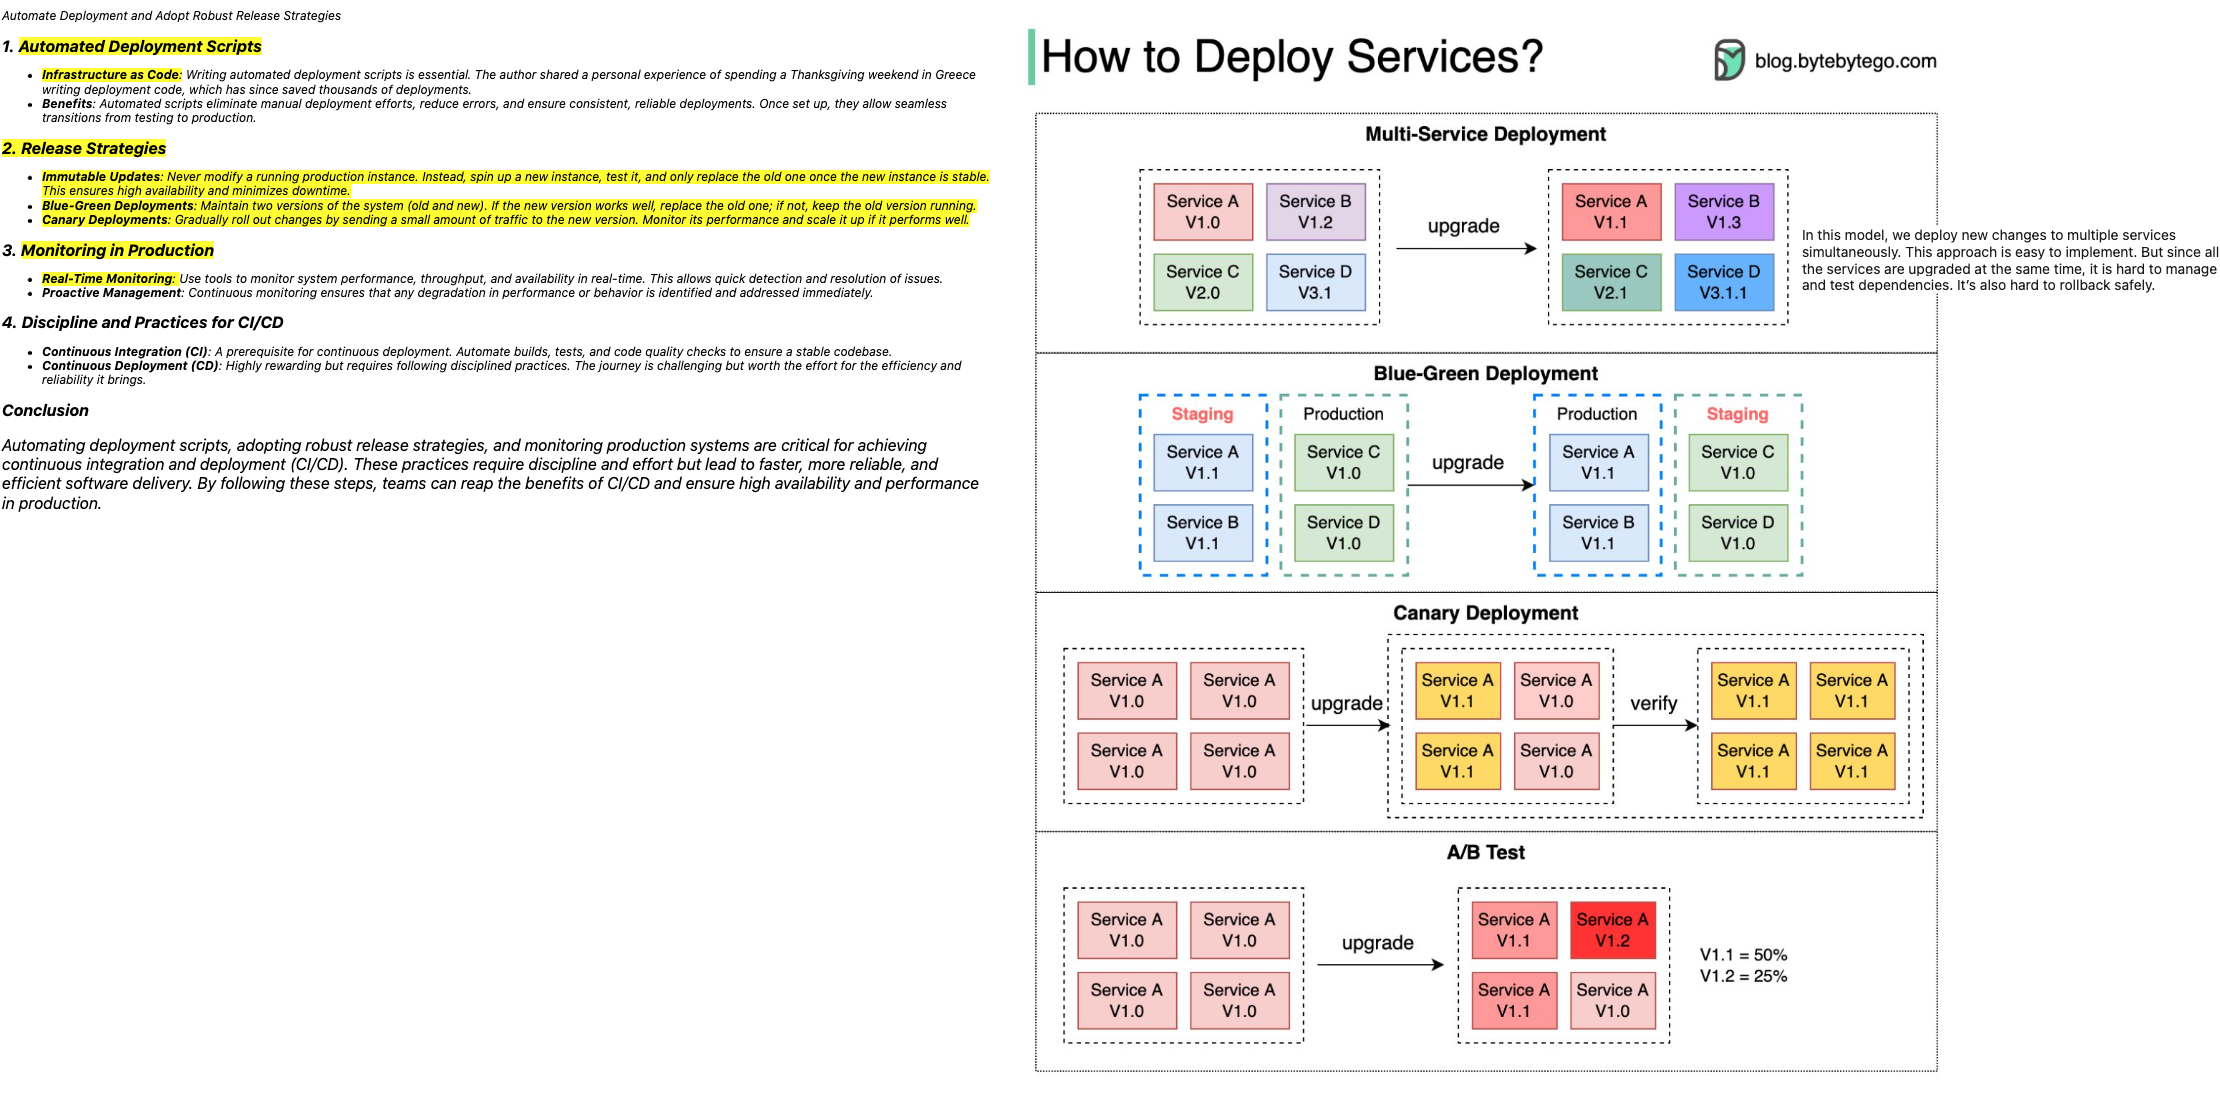 Automate Deployment and Adopt Robust Release Strategies
1. Automated Deployment Scripts
• Infrastructure as Code: Writing automated deployment scripts is essential. The author shared a personal experience of spending a Thanksgiving weekend in Greece
writing deployment code, which has since saved thousands of deployments.
• Benefits: Automated scripts eliminate manual deployment efforts, reduce errors, and ensure consistent, reliable deployments. Once set up, they allow seamless
transitions from testing to production.
2. Release Strategies
• Immutable Updates: Never modify a running production instance. Instead, spin up a new instance, test it, and only replace the old one once the new instance is stable.
This ensures high availability and minimizes downtime.
• Blue-Green Deployments: Maintain two versions of the system (old and new). If the new version works well, replace the old one; if not, keep the old version running.
• Canary Deployments: Gradually roll out changes by sending a small amount of traffic to the new version. Monitor its performance and scale it up if it performs well.
3. Monitoring in Production
• Real-Time Monitoring: Use tools to monitor system performance, throughput, and availability in real-time. This allows quick detection and resolution of issues.
• Proactive Management: Continuous monitoring ensures that any degradation in performance or behavior is identified and addressed immediately.
4. Discipline and Practices for CI/CD
• Continuous Integration (CI): A prerequisite for continuous deployment. Automate builds, tests, and code quality checks to ensure a stable codebase.
• Continuous Deployment (CD): Highly rewarding but requires following disciplined practices. The journey is challenging but worth the effort for the efficiency and
reliability it brings.
Conclusion
Automating deployment scripts, adopting robust release strategies, and monitoring production systems are critical for achieving
continuous integration and deployment (CI/CD). These practices require discipline and effort but lead to faster, more reliable, and
efficient software delivery. By following these steps, teams can reap the benefits of CI/CD and ensure high availability and performance
in production.
How to Deploy Services?
blog.bytebytego.com
Multi-Service Deployment
Service A
V1.0
Service B
V1.2
Service C
V2.0
Service D
V3.1
upgrade
Service A
V1.1
Service B
V1.3
Service C
V2.1
Service D
V3.1.1
In this model, we deploy new changes to multiple services
simultaneously. This approach is easy to implement. But since all
the services are upgraded at the same time, it is hard to manage
and test dependencies. It's also hard to rollback safely.
Blue-Green Deployment
Staging
Service A
V1.1
Service B
V1.1
Production
Service C
V1.0
Service D
V1.0
upgrade
Production
Service A
V1.1
Service B
V1.1
Staging
Service C
V1.0
Service D
V1.0
Canary Deployment
Service A
V1.0
Service A
V1.0
Service A
V1.0
Service A
V1.0
upgrade
Service A
V1.1
Service A
V1.0
Service A
V1.1
Service A
V1.0
verify
Service A
V1.1
Service A
V1.1
Service A
V1.1
Service A
V1.1
A/B Test
Service A
V1.0
Service A
V1.0
Service A
V1.0
Service A
V1.0
upgrade
Service A
V1.1
Service A
V1.2
Service A
V1.1
Service A
V1.0
V1.1 = 50%
V1.2 = 25%